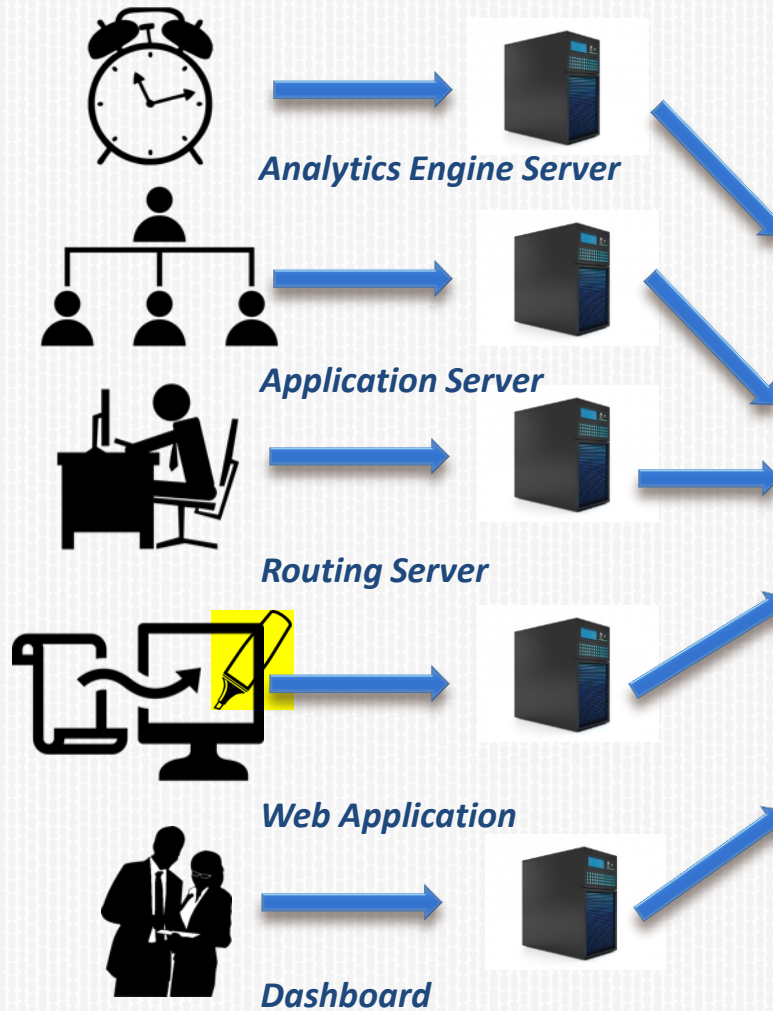 Analytics Engine Server
Application Server
Routing Server
Web Application
Dashboard